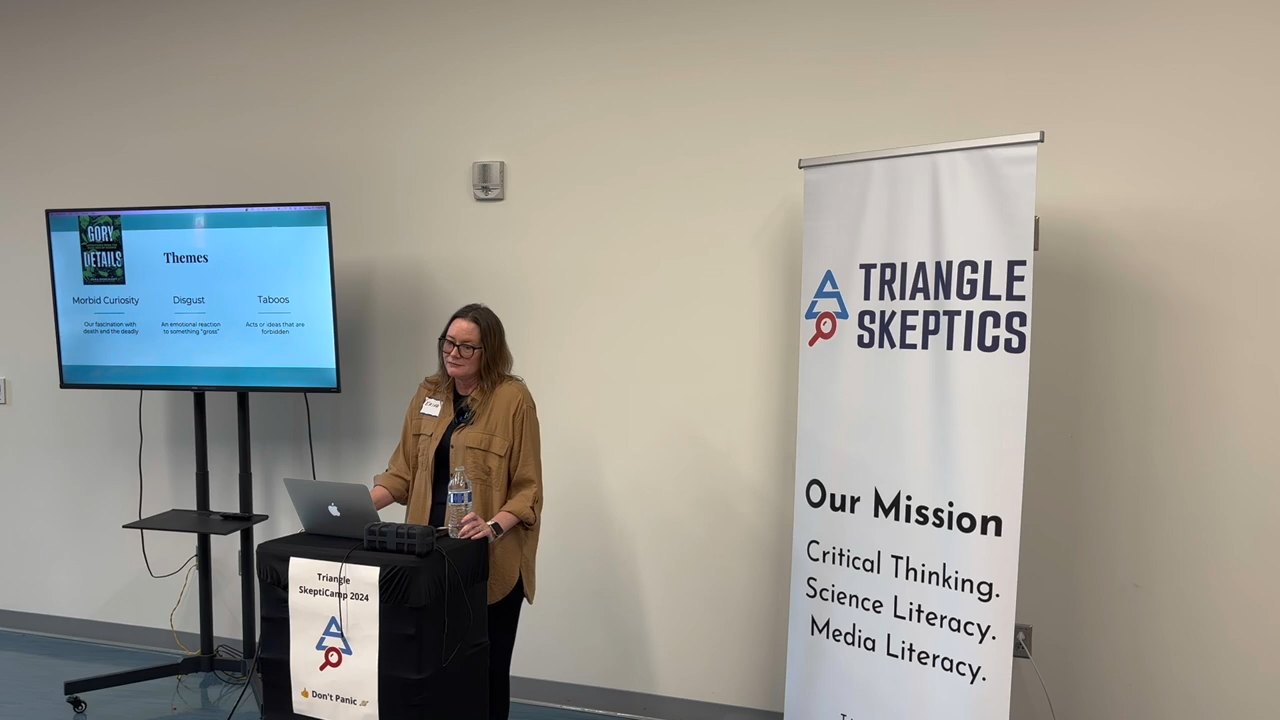 GORY
DETAILS
Themes
Morbid Curiosity
Our fascination with
death and the deadly
Disgust
An emotional reaction
to something "gross"
Taboos
Acts or ideas that are
forbidden
Triangle
SkeptiCamp 2024
👍 Don't Panic 🪐
TRIANGLE
SKEPTICS
Our Mission
Critical Thinking.
Science Literacy.
Media Literacy.